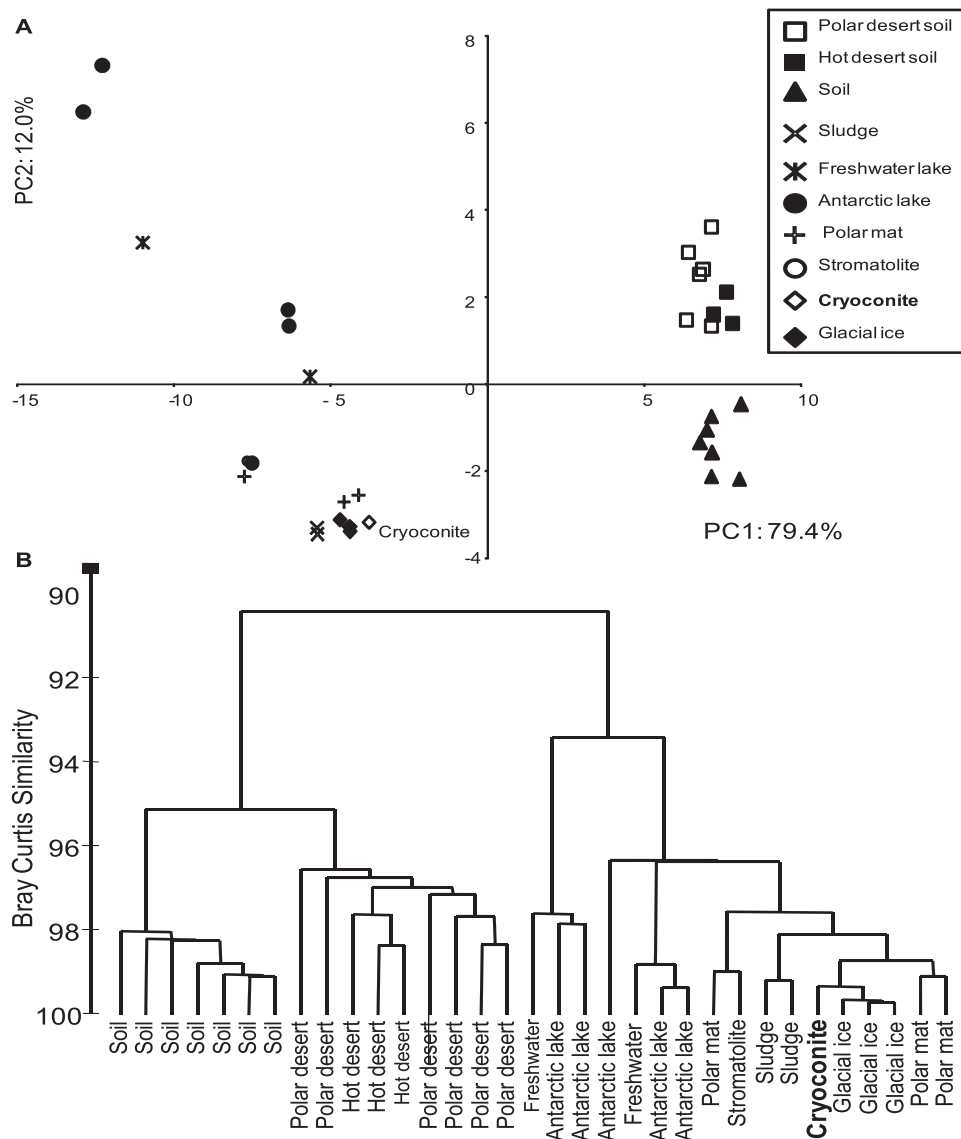 A
8
6
4
2
0
-2
-4
-15
-10
- 5
5
10
PC2: 12.0%
PC1: 79.4%
Cryoconite
Polar desert soil
Hot desert soil
Soil
Sludge
Freshwater lake
Antarctic lake
Polar mat
Stromatolite
Cryoconite
Glacial ice
B
Bray Curtis Similarity
90
92
94
96
98
100
Soil
Soil
Soil
Soil
Soil
Soil
Soil
Polar desert
Polar desert
Hot desert
Hot desert
Hot desert
Polar desert
Polar desert
Polar desert
Polar desert
Freshwater
Antarctic lake
Antarctic lake
Antarctic lake
Freshwater
Antarctic lake
Antarctic lake
Polar mat
Stromatolite
Sludge
Sludge
Cryoconite
Glacial ice
Glacial ice
Glacial ice
Polar mat
Polar mat